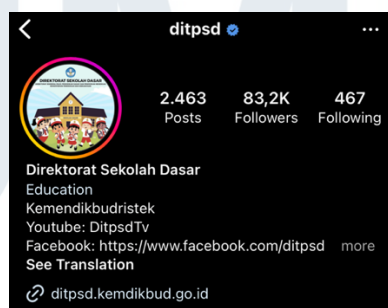 ditpsd
DIREKTORAT SEKOLAH DASAR
2.463 83,2K 467
Posts Followers Following
Direktorat Sekolah Dasar
Education
Kemendikbudristek
Youtube: DitpsdTv
Facebook: https://www.facebook.com/ditpsd more
See Translation
ditpsd.kemdikbud.go.id